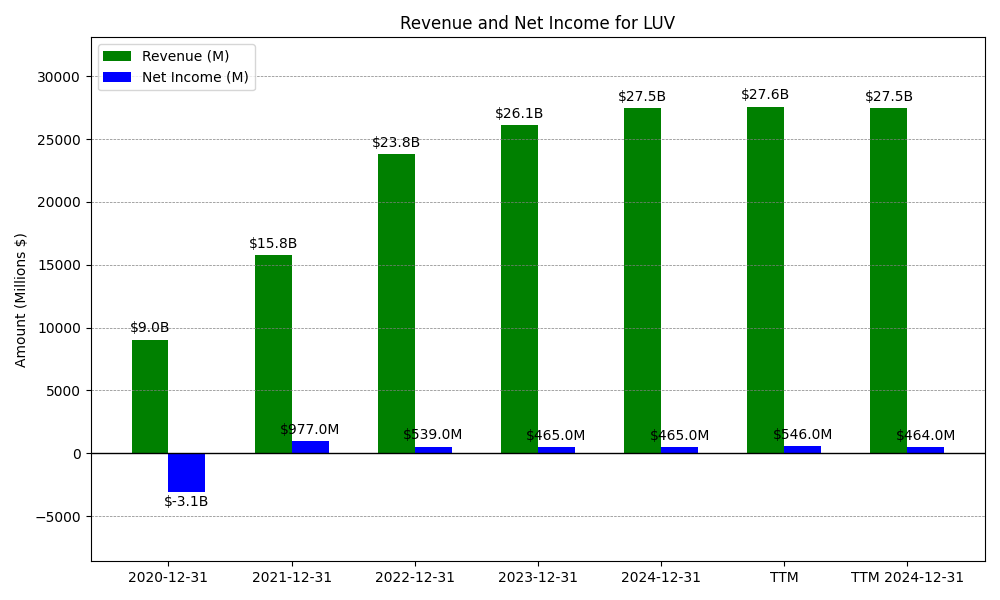 Revenue and Net Income for LUV
Revenue (M)
Net Income (M)
Amount (Millions $)
30000
25000
20000
15000
10000
5000
0
−5000
$9.0B
$-3.1B
$15.8B
$977.0M
$23.8B
$539.0M
$26.1B
$465.0M
$27.5B
$465.0M
$27.6B
$546.0M
$27.5B
$464.0M
2020-12-31
2021-12-31
2022-12-31
2023-12-31
2024-12-31
TTM
TTM 2024-12-31